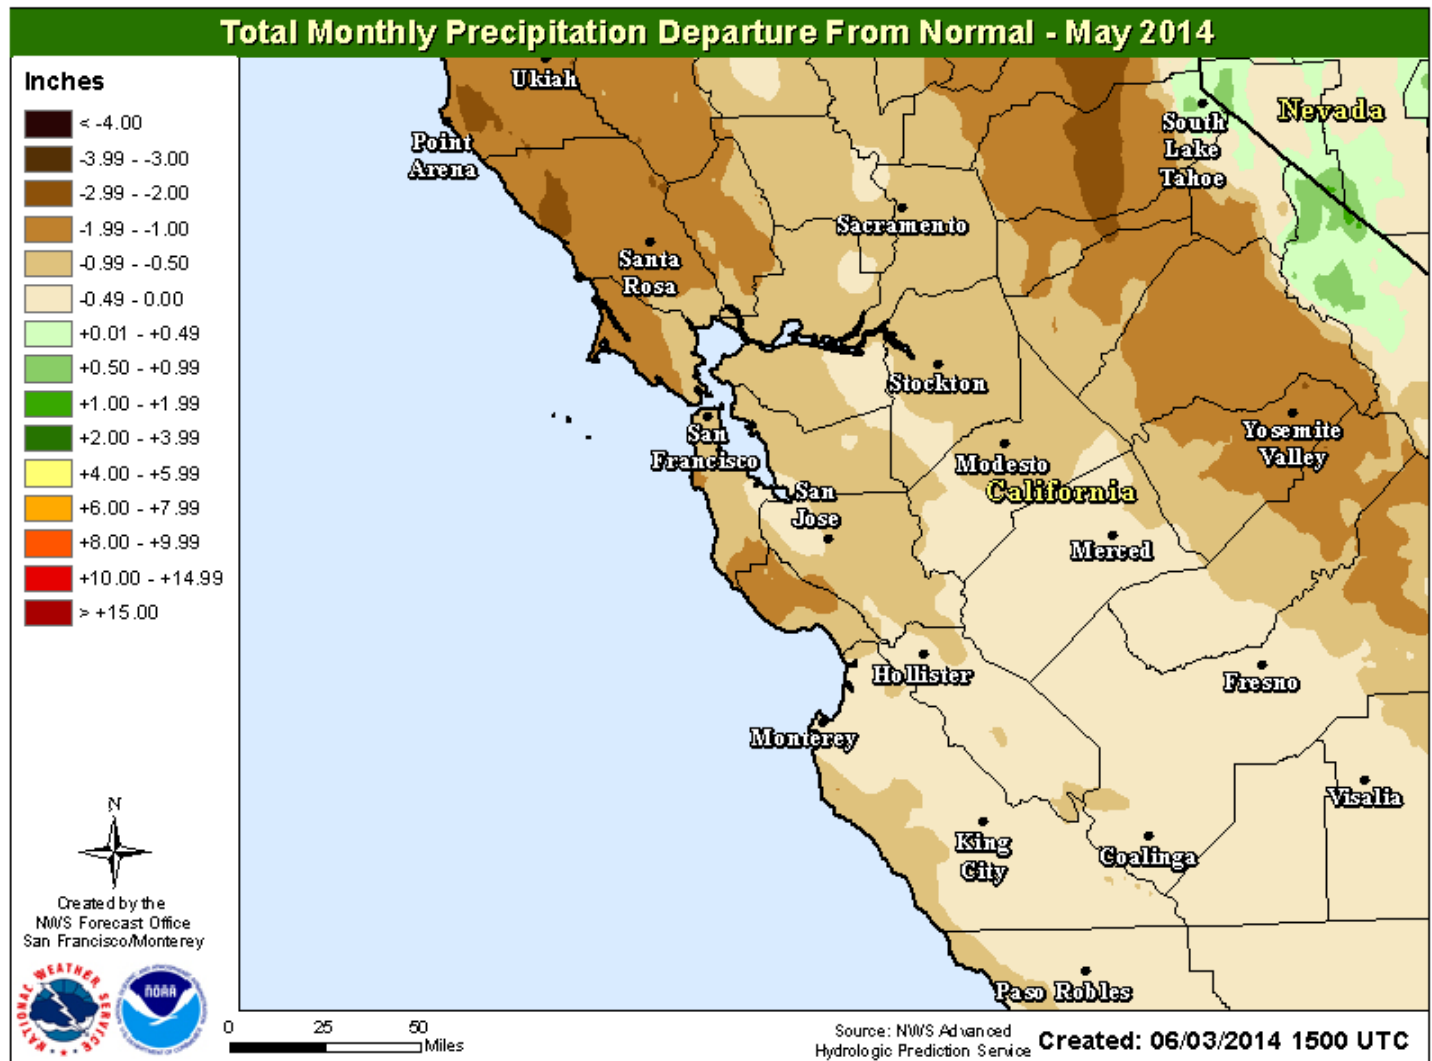 Total Monthly Precipitation Departure From Normal - May 2014
Inches
< -4.00
-3.99 - -3.00
-2.99 - -2.00
-1.99 - -1.00
-0.99 - -0.50
-0.49 - 0.00
+0.01 - +0.49
+0.50 - +0.99
+1.00 - +1.99
+2.00 - +3.99
+4.00 - +5.99
+6.00 - +7.99
+8.00 - +9.99
+10.00 - +14.99
> +15.00
Ukiah
Point
Arena
South
Lake
Tahoe
Nevada
Sacramento
Santa
Rosa
Stockton
San
Francisco
Modesto
Yosemite
Valley
California
San
Jose
Merced
Hollister
Fresno
Monterey
Visalia
King
City
Coalinga
Paso Robles
N
Created by the
NWS Forecast Office
San Francisco/Monterey
NATIONAL WEATHER SERVICE
NOAA
0 25 50
Miles
Source: NWS Advanced
Hydrologic Prediction Service
Created: 06/03/2014 1500 UTC